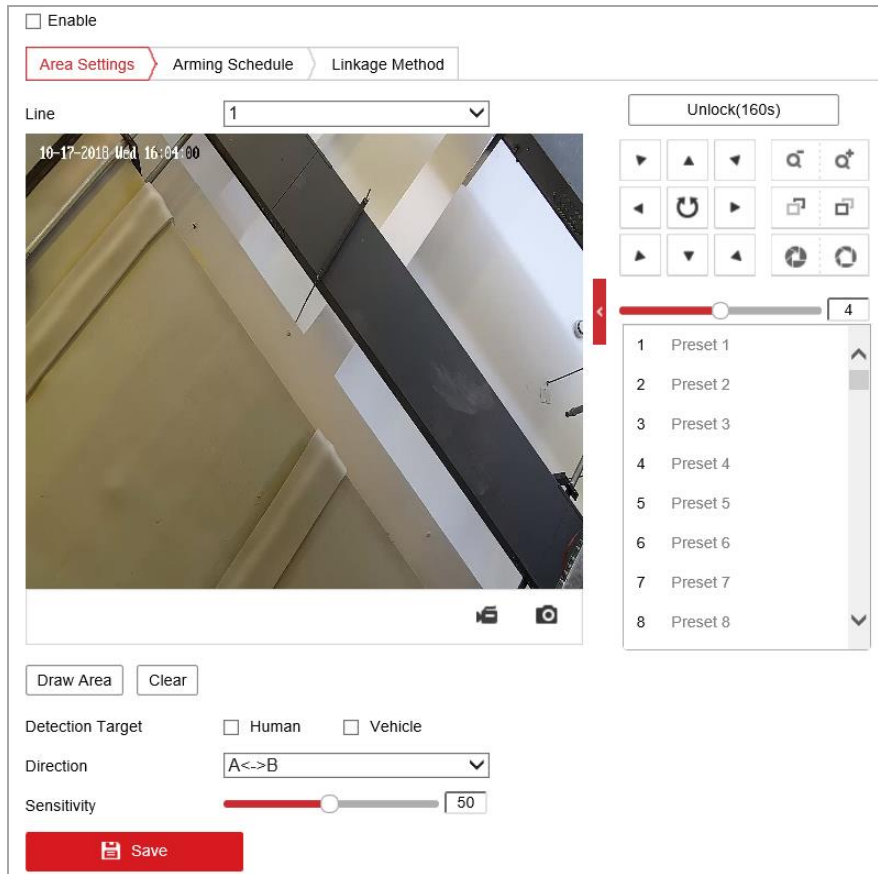 Enable
Area Settings Arming Schedule Linkage Method
Line 1 Unlock(160s)
10-17-2018 Wed 16:04:00
4
1 Preset 1
2 Preset 2
3 Preset 3
4 Preset 4
5 Preset 5
6 Preset 6
7 Preset 7
8 Preset 8
Draw Area Clear
Detection Target Human Vehicle
Direction A<->B
Sensitivity 50
Save